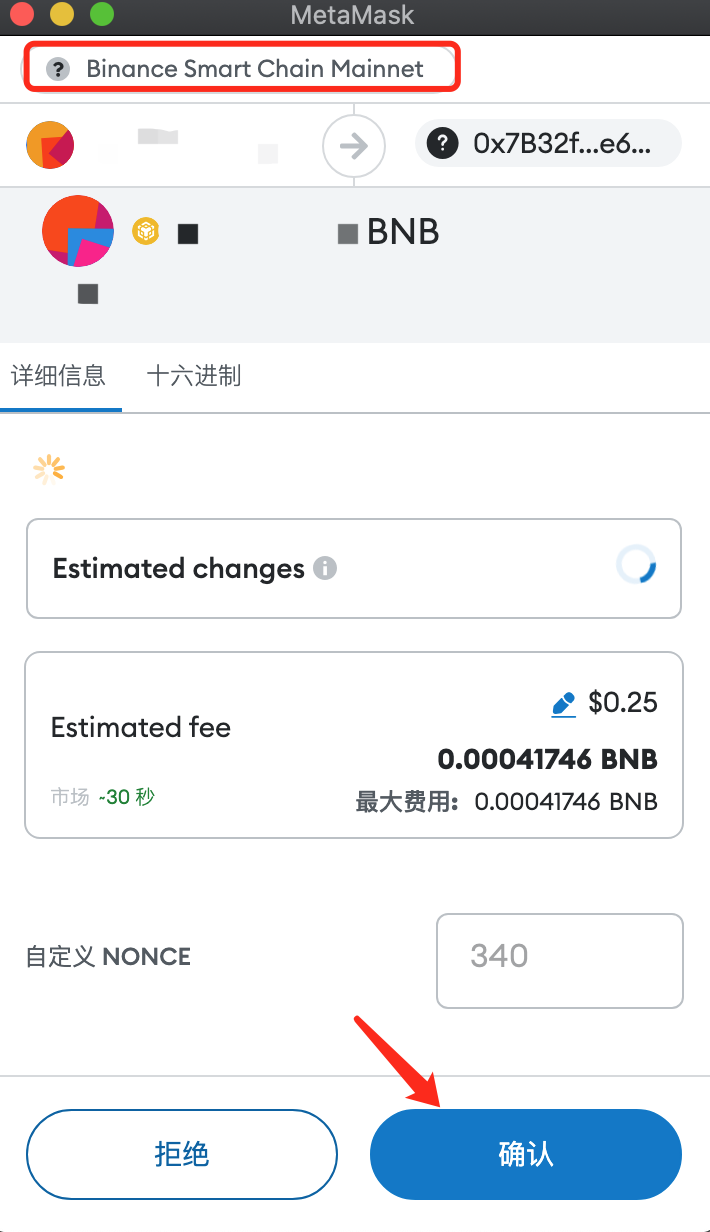 MetaMask
? Binance Smart Chain Mainnet
? 0x7B32f...e6...
BNB
详细信息 十六进制
Estimated changes i
$0.25
Estimated fee
0.00041746 BNB
市场 ~30 秒 最大费用: 0.00041746 BNB
自定义 NONCE 340
拒绝 确认